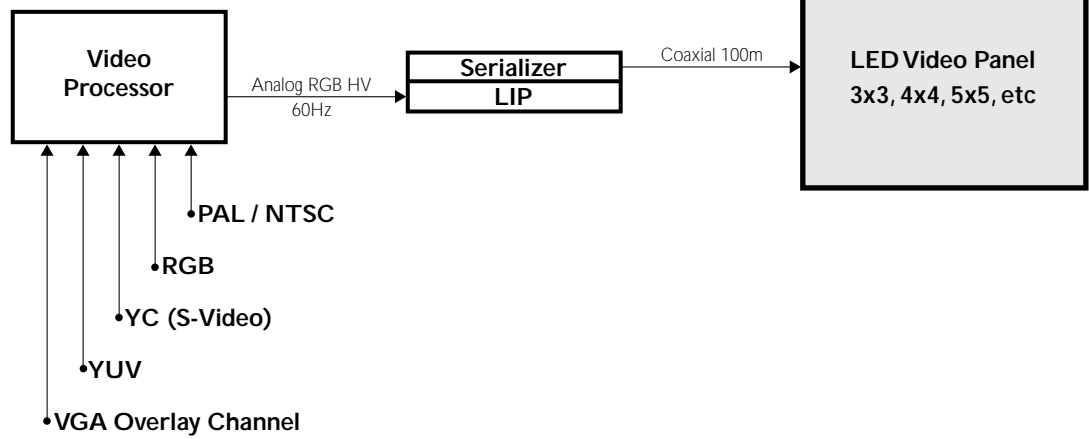 Video
Processor
Analog RGB HV
60Hz
Serializer
LIP
Coaxial 100m
LED Video Panel
3x3, 4x4, 5x5, etc
PAL / NTSC
RGB
YC (S-Video)
YUV
VGA Overlay Channel